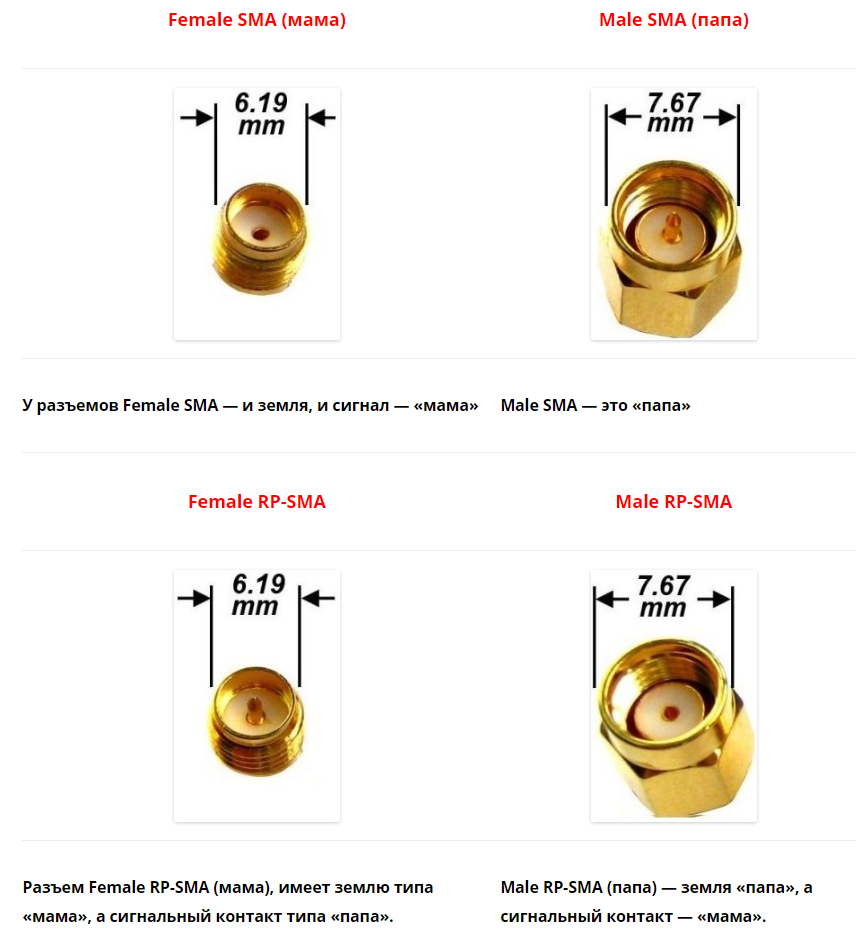 Female SMA (мама)
Male SMA (папа)
6.19
mm
7.67
mm
У разъемов Female SMA — и земля, и сигнал — «мама»
Male SMA — это «папа»
Female RP-SMA
Male RP-SMA
6.19
mm
7.67
mm
Разъем Female RP-SMA (мама), имеет землю типа
«мама», а сигнальный контакт типа «папа».
Male RP-SMA (папа) — земля «папа», а
сигнальный контакт — «мама».